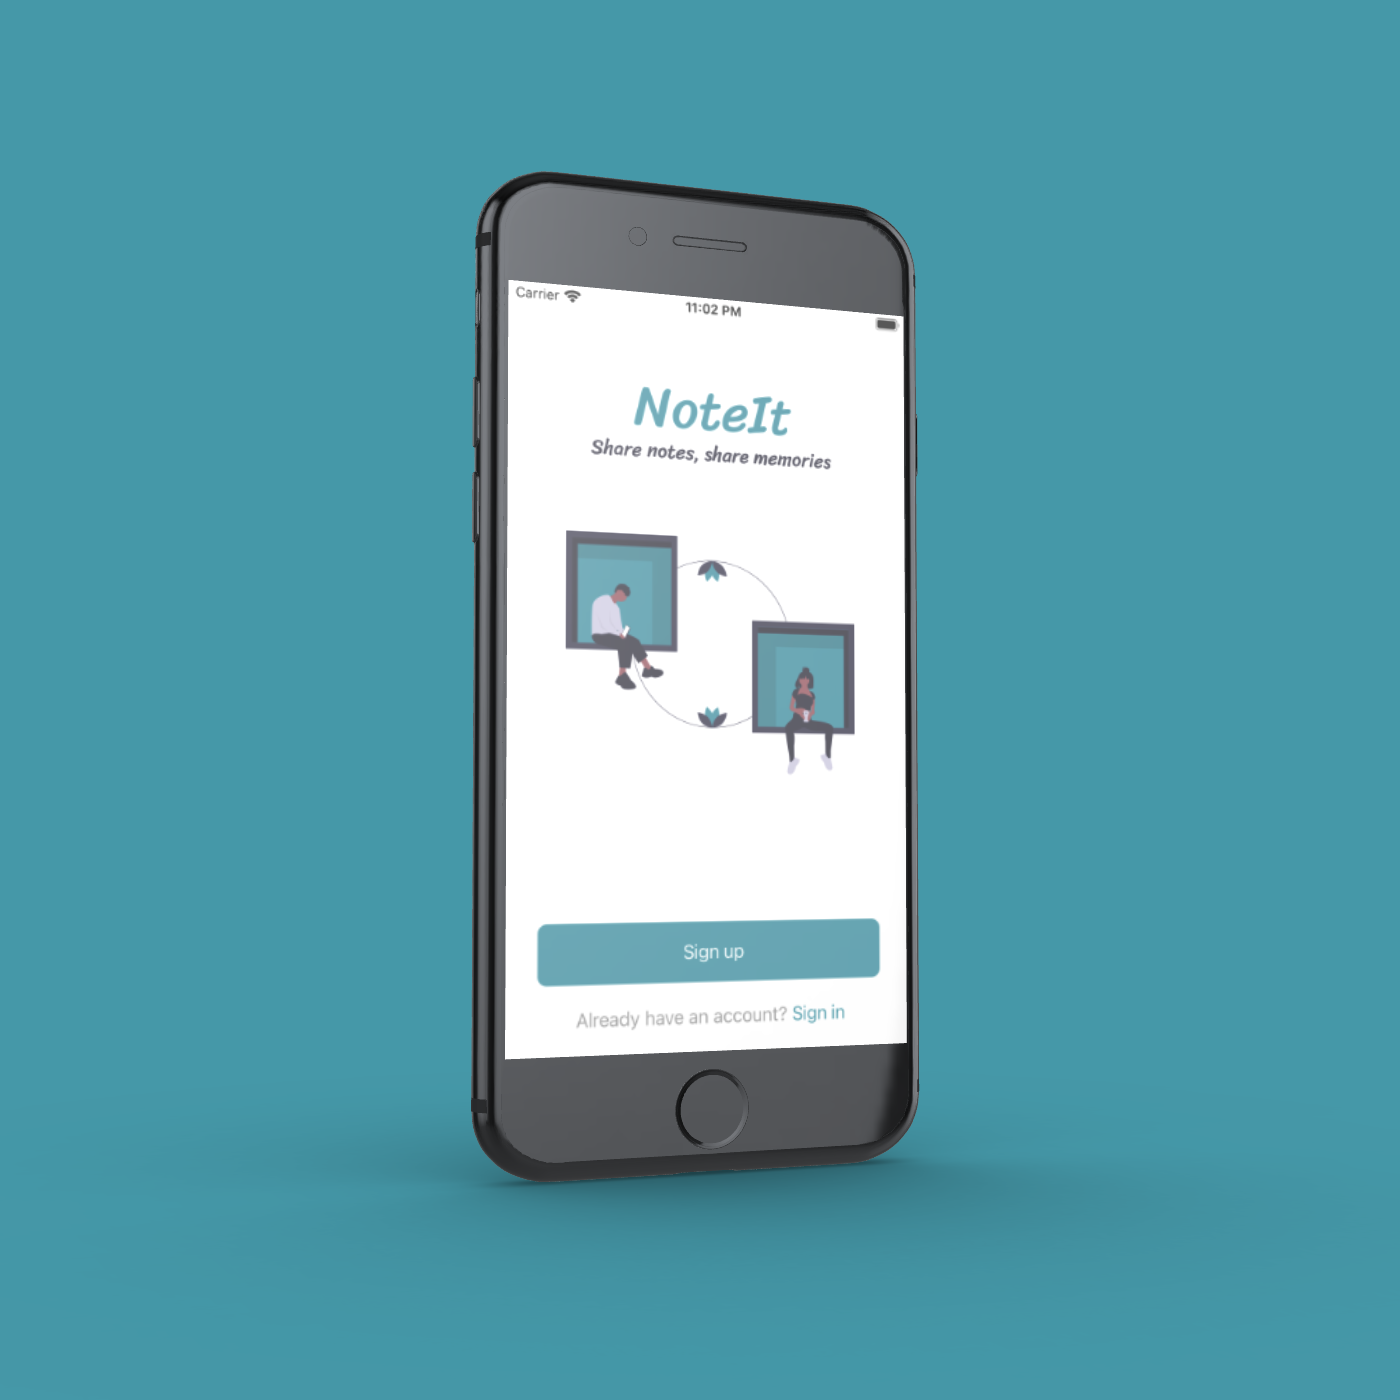 Carrier
11:02 PM
NoteIt
Share notes, share memories
Sign up
Already have an account? Sign in